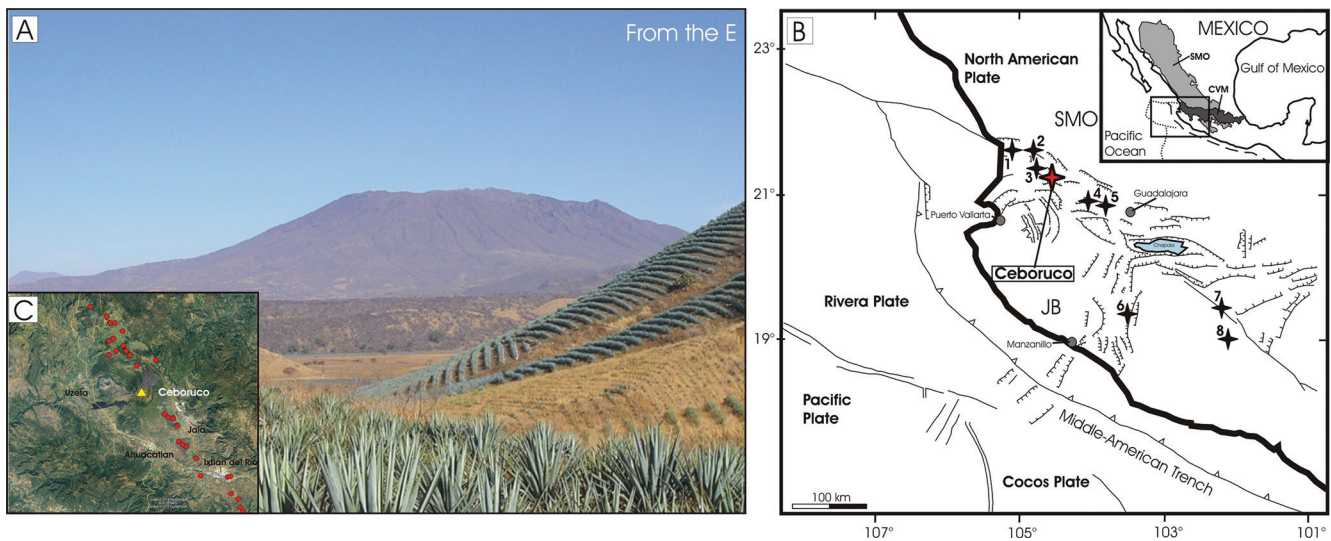 A
From the E
C
Uzeta
Ceboruco
Jala
Ahuacatlan
Ixtlan del Rio
B
23°
21°
19°
107°
105°
103°
101°
North American
Plate
SMO
MEXICO
SMO
CVM
Gulf of Mexico
Pacific
Ocean
1
2
3
4
5
Guadalajara
Puerto Vallarta
Chapala
Ceboruco
Rivera Plate
JB
6
7
8
Manzanillo
Pacific
Plate
Middle-American Trench
Cocos Plate
100 km